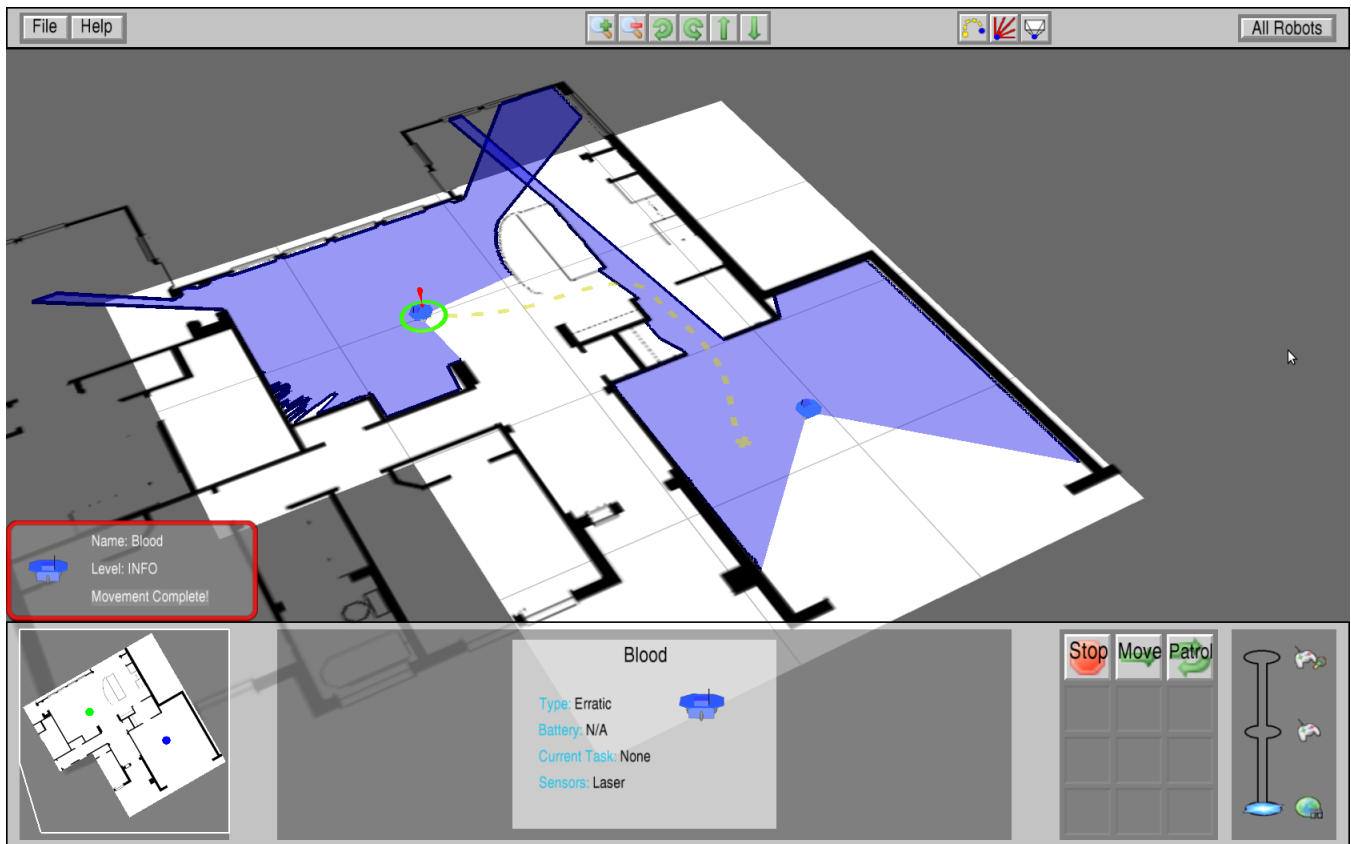 File Help
All Robots
Name: Blood
Level: INFO
Movement Complete!
Blood
Type: Erratic
Battery: N/A
Current Task: None
Sensors: Laser
Stop Move Patrol